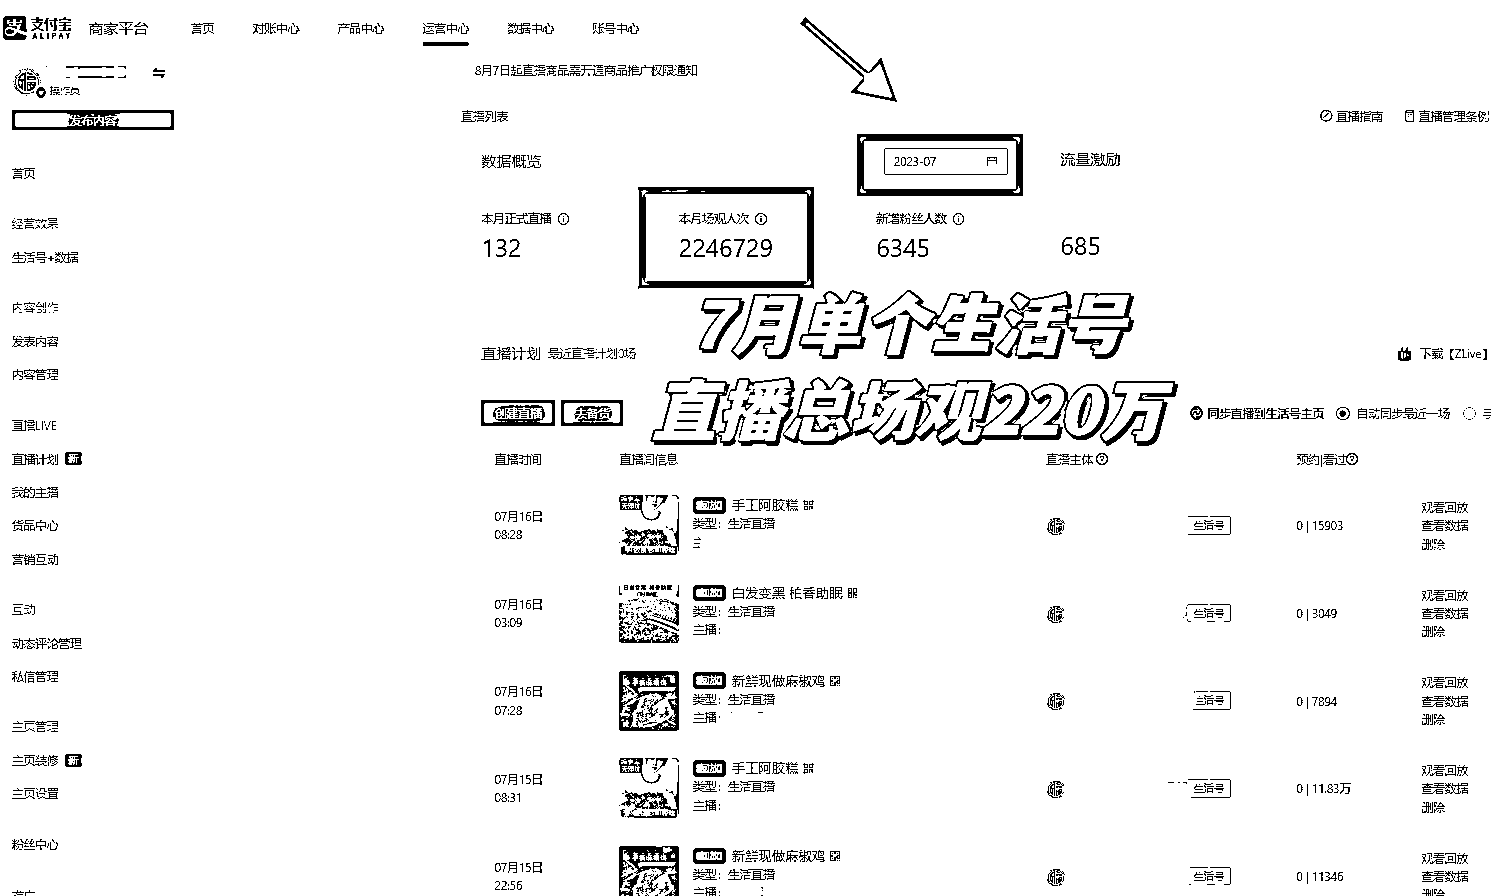 支付宝 ALIPAY 商家平台 首页 对账中心 产品中心 运营中心 数据中心 账号中心
操作员
发布内容
首页
经营效果
生活号+数据
内容创作
发表内容
内容管理
直播LIVE
直播计划 新
我的主播
货品中心
营销互动
互动
动态评论管理
私信管理
主页管理
主页装修 新
主页设置
粉丝中心
8月7日起直播商品需开通商品推广权限通知
直播列表 直播指南 直播管理条例
数据概览 2023-07 流量激励
本月正式直播 本月场观人次 新增粉丝人数
132 2246729 6345 685
7月单个生活号
直播总场观220万
直播计划 最近直播计划0场 下载【ZLive】
创建直播 去备货 同步直播到生活号主页 自动同步最近一场
直播时间 直播间信息 直播主体 预约|看过
07月16日
08:28
回放 手工阿胶糕
类型: 生活直播
主
生活号 0 | 15903
观看回放
查看数据
删除
07月16日
03:09
回放 白发变黑 柏香助眠
类型: 生活直播
主播:
生活号 0 | 3049
观看回放
查看数据
删除
07月16日
07:28
回放 新鲜现做麻椒鸡
类型: 生活直播
主播:
生活号 0 | 7894
观看回放
查看数据
删除
07月15日
08:31
回放 手工阿胶糕
类型: 生活直播
主播:
生活号 0 | 11.83万
观看回放
查看数据
删除
07月15日
22:56
回放 新鲜现做麻椒鸡
类型: 生活直播
主播:
生活号 0 | 11346
观看回放
查看数据
删除